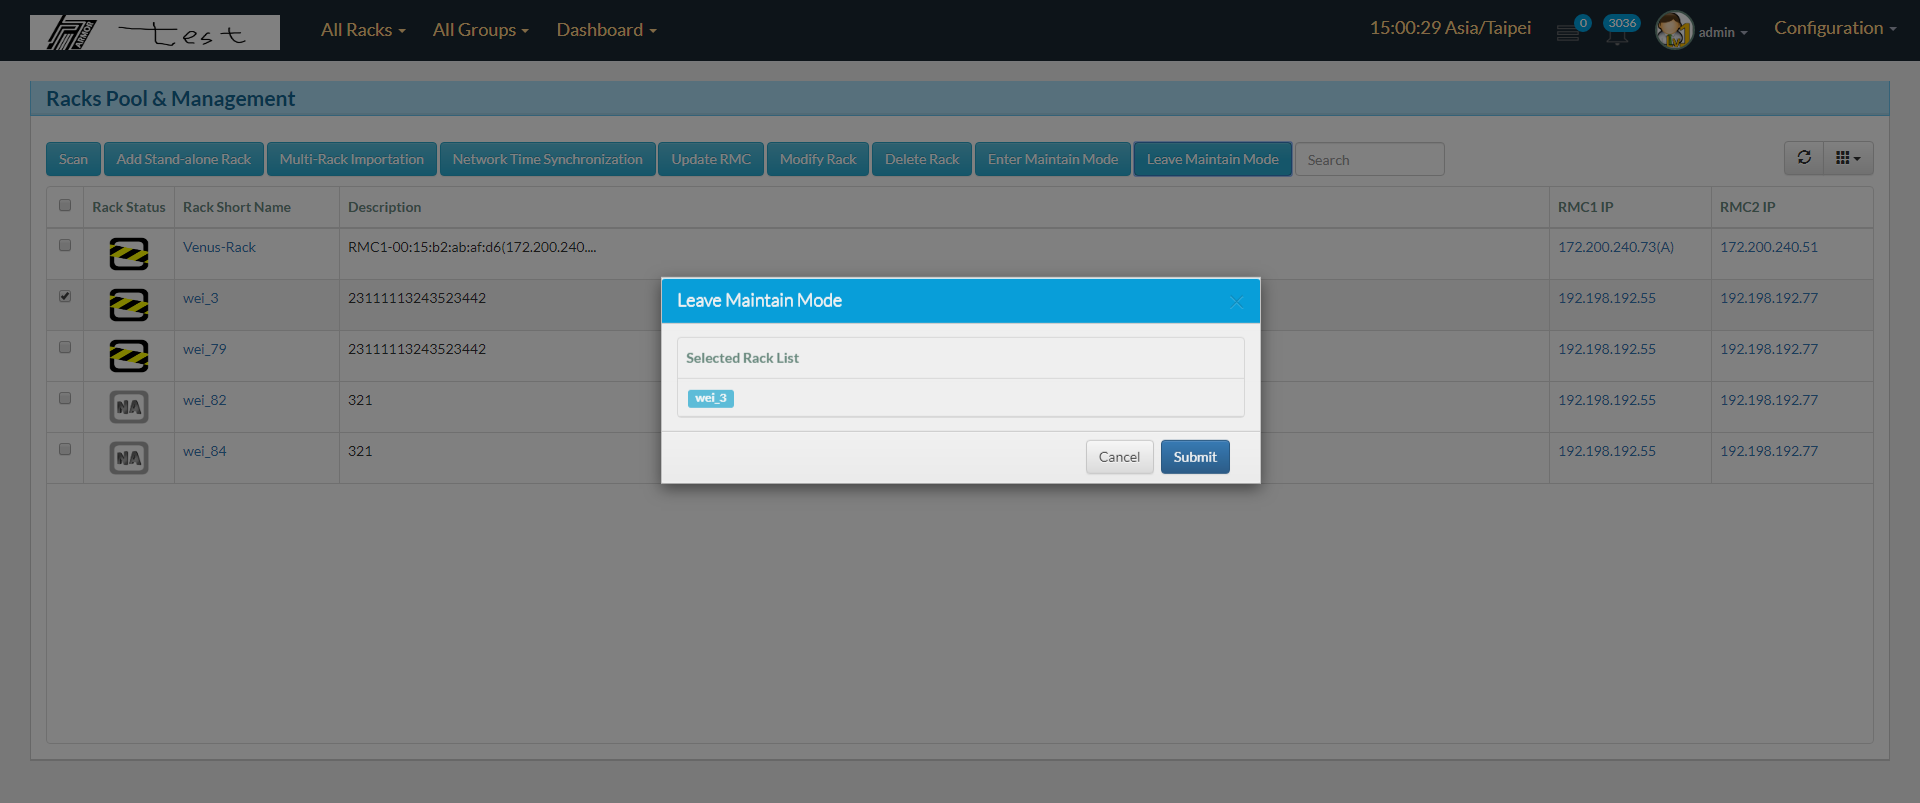 ARMOR test All Racks All Groups Dashboard 15:00:29 Asia/Taipei 0 3036 admin Configuration
Racks Pool & Management
Scan Add Stand-alone Rack Multi-Rack Importation Network Time Synchronization Update RMC Modify Rack Delete Rack Enter Maintain Mode Leave Maintain Mode Search
Rack Status Rack Short Name Description RMC1 IP RMC2 IP
Venus-Rack RMC1-00:15:b2:ab:af:d6(172.200.240.... 172.200.240.73(A) 172.200.240.51
wei_3 23111113243523442 192.198.192.55 192.198.192.77
wei_79 23111113243523442 192.198.192.55 192.198.192.77
NA wei_82 321 192.198.192.55 192.198.192.77
NA wei_84 321 192.198.192.55 192.198.192.77
Leave Maintain Mode
Selected Rack List
wei_3
Cancel Submit